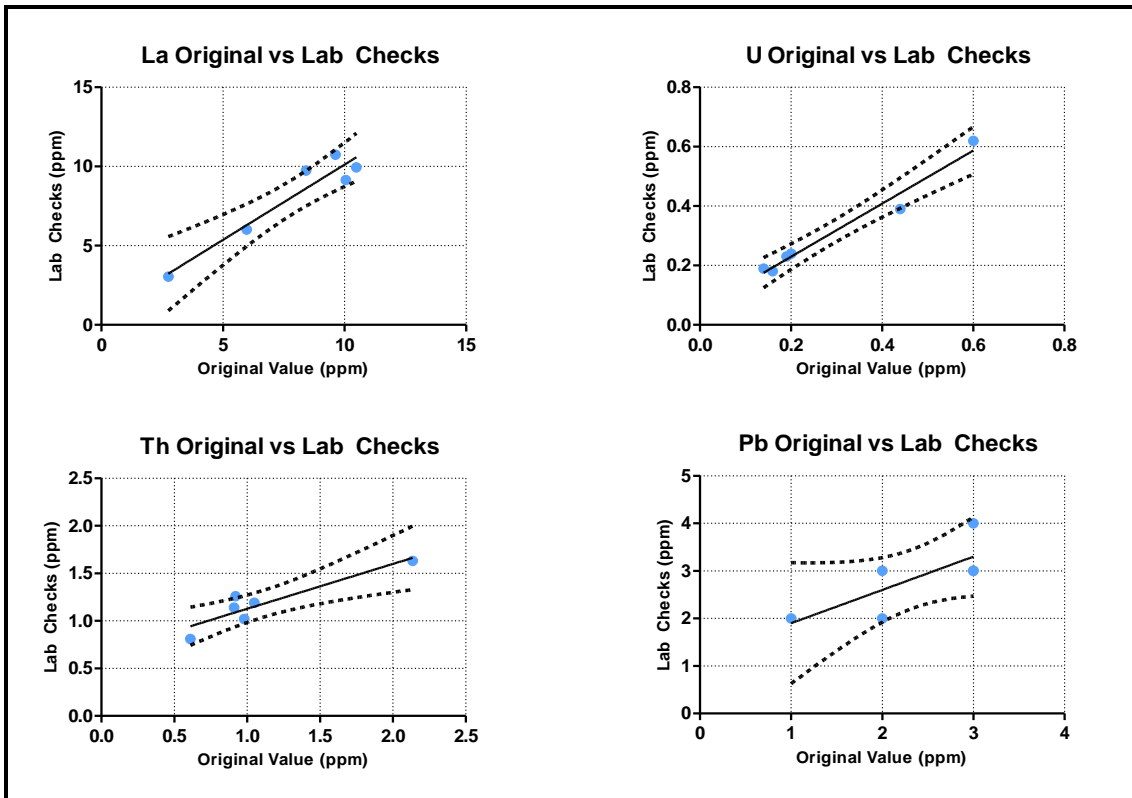 La Original vs Lab  Checks
Lab  Checks (ppm)
15
10
5
0
0 5 10 15
Original Value (ppm)
U Original vs Lab  Checks
Lab  Checks (ppm)
0.8
0.6
0.4
0.2
0.0
0.0 0.2 0.4 0.6 0.8
Original Value (ppm)
Th Original vs Lab  Checks
Lab  Checks (ppm)
2.5
2.0
1.5
1.0
0.5
0.0
0.0 0.5 1.0 1.5 2.0 2.5
Original Value (ppm)
Pb Original vs Lab  Checks
Lab  Checks (ppm)
5
4
3
2
1
0
0 1 2 3 4
Original Value (ppm)